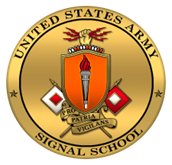 UNITED STATES ARMY
PRO
PATRIA
VIGILANS
SIGNAL SCHOOL